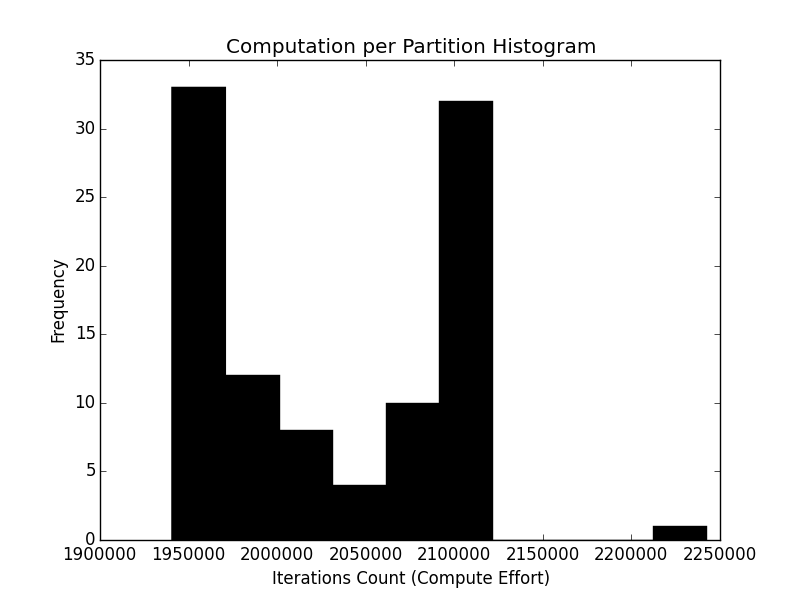 Computation per Partition Histogram
35
30
25
20
15
10
5
0
Frequency
1900000 1950000 2000000 2050000 2100000 2150000 2200000 2250000
Iterations Count (Compute Effort)